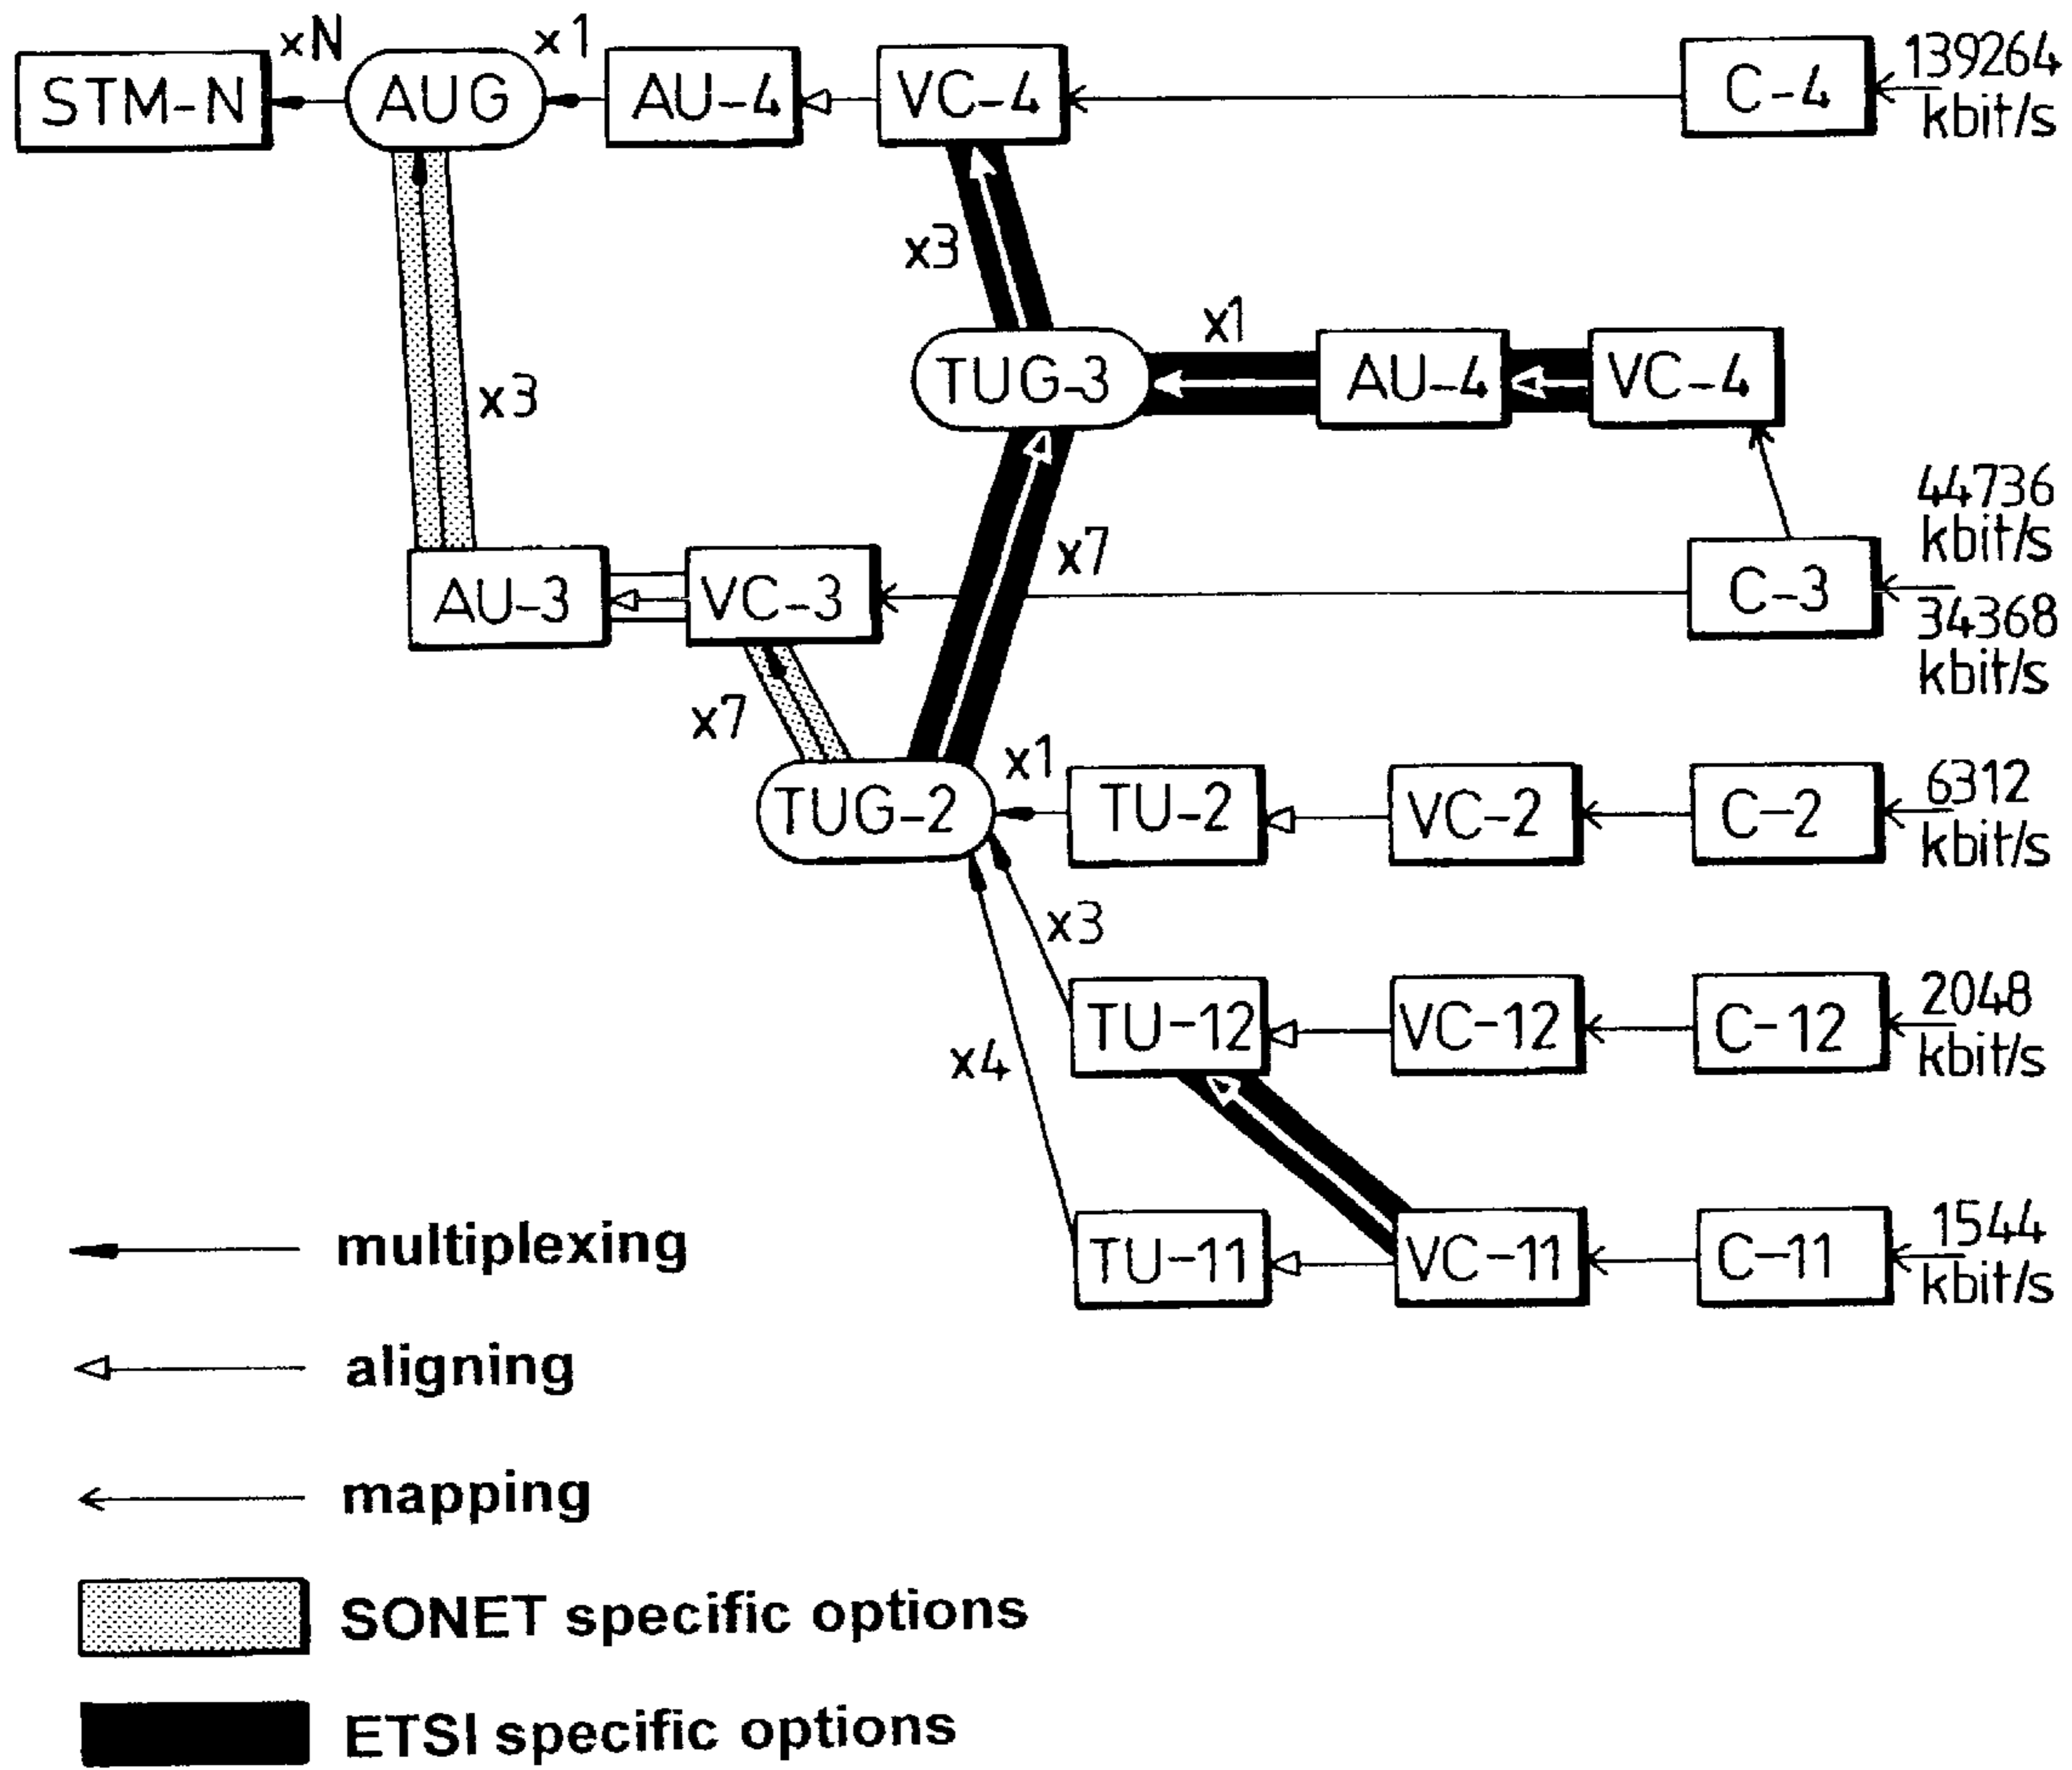 xN
x1
STM-N
AUG
AU-4
VC-4
C-4
139264
kbit/s
x3
x1
TUG-3
AU-4
VC-4
x3
44736
kbit/s
x7
AU-3
VC-3
C-3
34368
kbit/s
x7
x1
TUG-2
TU-2
VC-2
C-2
6312
kbit/s
x3
TU-12
VC-12
C-12
2048
kbit/s
x4
TU-11
VC-11
C-11
1544
kbit/s
multiplexing
aligning
mapping
SONET specific options
ETSI specific options